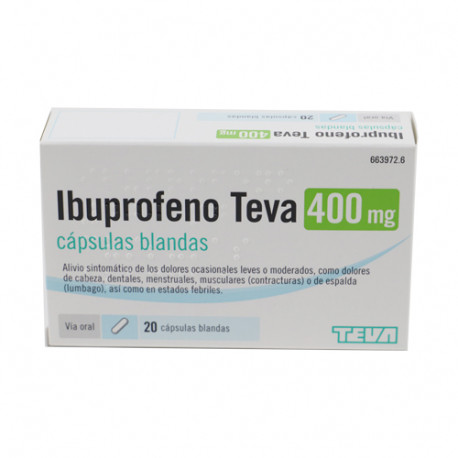 20 cápsulas blandas
Ibuprofeno Teva 400 mg
cápsulas blandas
663972.6
Ibuprofeno Teva 400 mg
cápsulas blandas
Alivio sintomático de los dolores ocasionales leves o moderados, como dolores
de cabeza, dentales, menstruales, musculares (contracturas) o de espalda
(lumbago), así como en estados febriles.
Vía oral
20 cápsulas blandas
TEVA